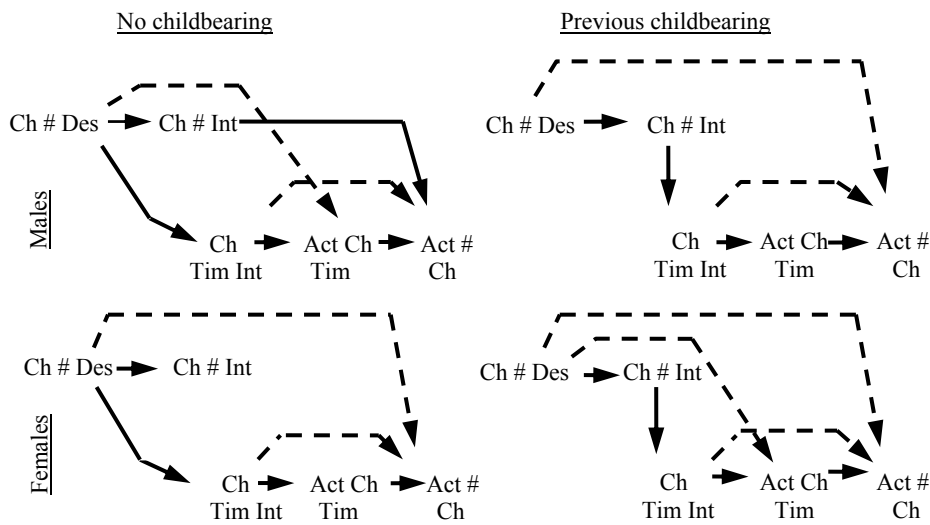 No childbearing
Previous childbearing
Males
Ch # Des
Ch # Int
Ch
Tim Int
Act Ch
Tim
Act #
Ch
Ch # Des
Ch # Int
Ch
Tim Int
Act Ch
Tim
Act #
Ch
Females
Ch # Des
Ch # Int
Ch
Tim Int
Act Ch
Tim
Act #
Ch
Ch # Des
Ch # Int
Ch
Tim Int
Act Ch
Tim
Act #
Ch